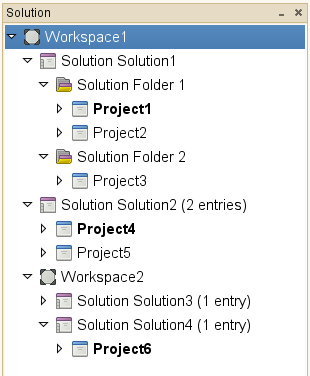 Solution
Workspace1
Solution Solution1
Solution Folder 1
Project1
Project2
Solution Folder 2
Project3
Solution Solution2 (2 entries)
Project4
Project5
Workspace2
Solution Solution3 (1 entry)
Solution Solution4 (1 entry)
Project6